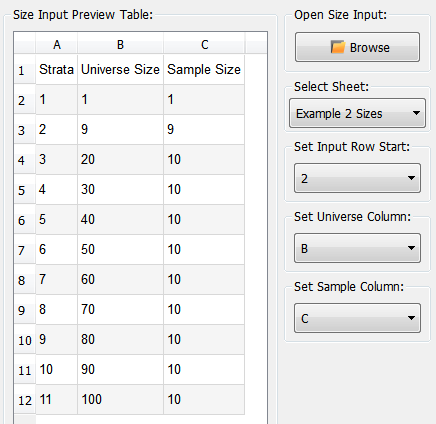 Size Input Preview Table:
A B C
1 Strata Universe Size Sample Size
2 1 1 1
3 2 9 9
4 3 20 10
5 4 30 10
6 5 40 10
7 6 50 10
8 7 60 10
9 8 70 10
10 9 80 10
11 10 90 10
12 11 100 10
Open Size Input:
Browse
Select Sheet:
Example 2 Sizes
Set Input Row Start:
2
Set Universe Column:
B
Set Sample Column:
C